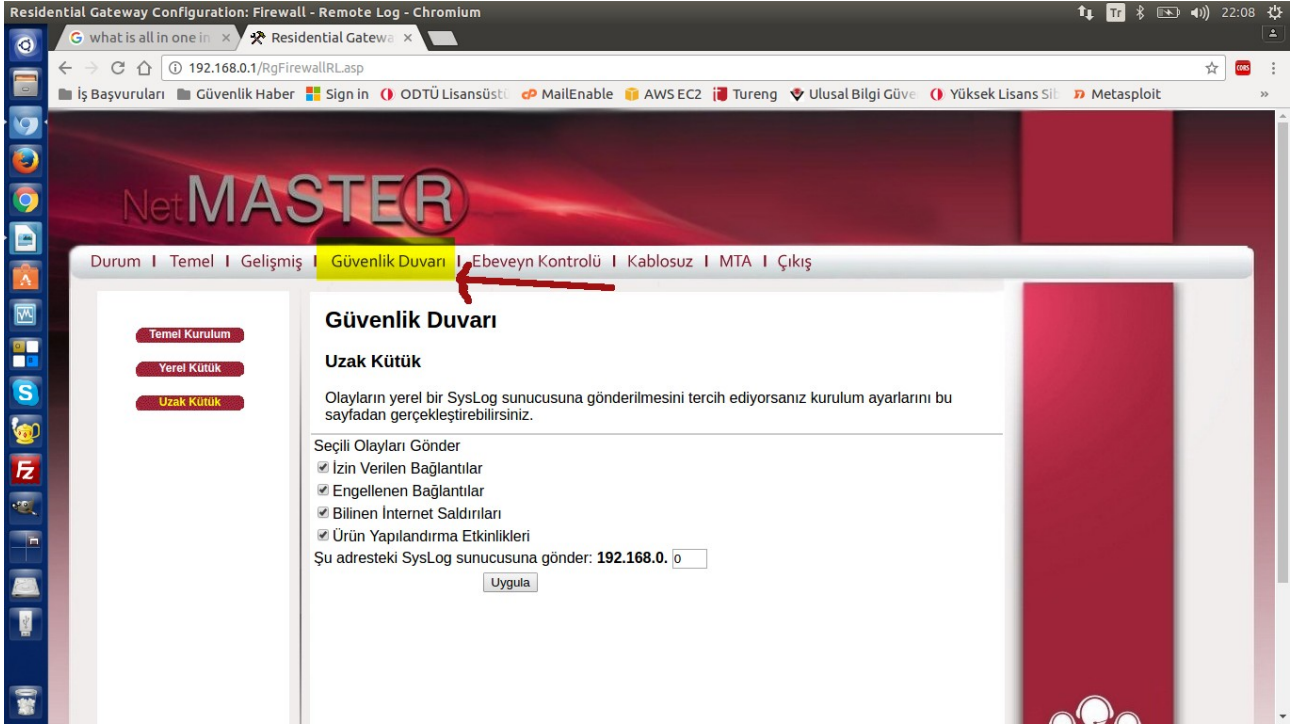 Residential Gateway Configuration: Firewall - Remote Log - Chromium
Tr
22:08
what is all in one in
Residential Gatewa
192.168.0.1/RgFirewallRL.asp
İş Başvuruları
Güvenlik Haber
Sign in
ODTÜ Lisansüstü
MailEnable
AWS EC2
Tureng
Ulusal Bilgi Güve
Yüksek Lisans Sit
Metasploit
»
NetMASTER
Durum I Temel I Gelişmiş I Güvenlik Duvarı I Ebeveyn Kontrolü I Kablosuz I MTA I Çıkış
Temel Kurulum
Yerel Kütük
Uzak Kütük
Güvenlik Duvarı
Uzak Kütük
Olayların yerel bir SysLog sunucusuna gönderilmesini tercih ediyorsanız kurulum ayarlarını bu
sayfadan gerçekleştirebilirsiniz.
Seçili Olayları Gönder
İzin Verilen Bağlantılar
Engellenen Bağlantılar
Bilinen İnternet Saldırıları
Ürün Yapılandırma Etkinlikleri
Şu adresteki SysLog sunucusuna gönder: 192.168.0. 0
Uygula